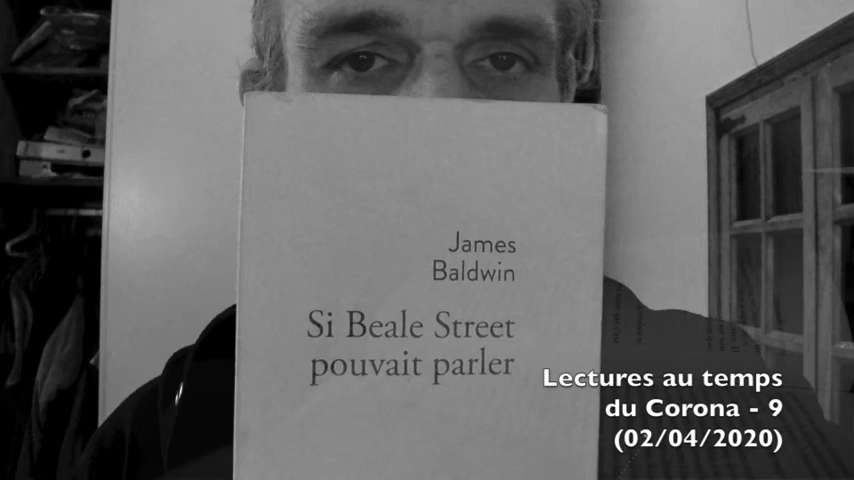 James
Baldwin
Si Beale Street
pouvait parler
Lectures au temps
du Corona - 9
(02/04/2020)